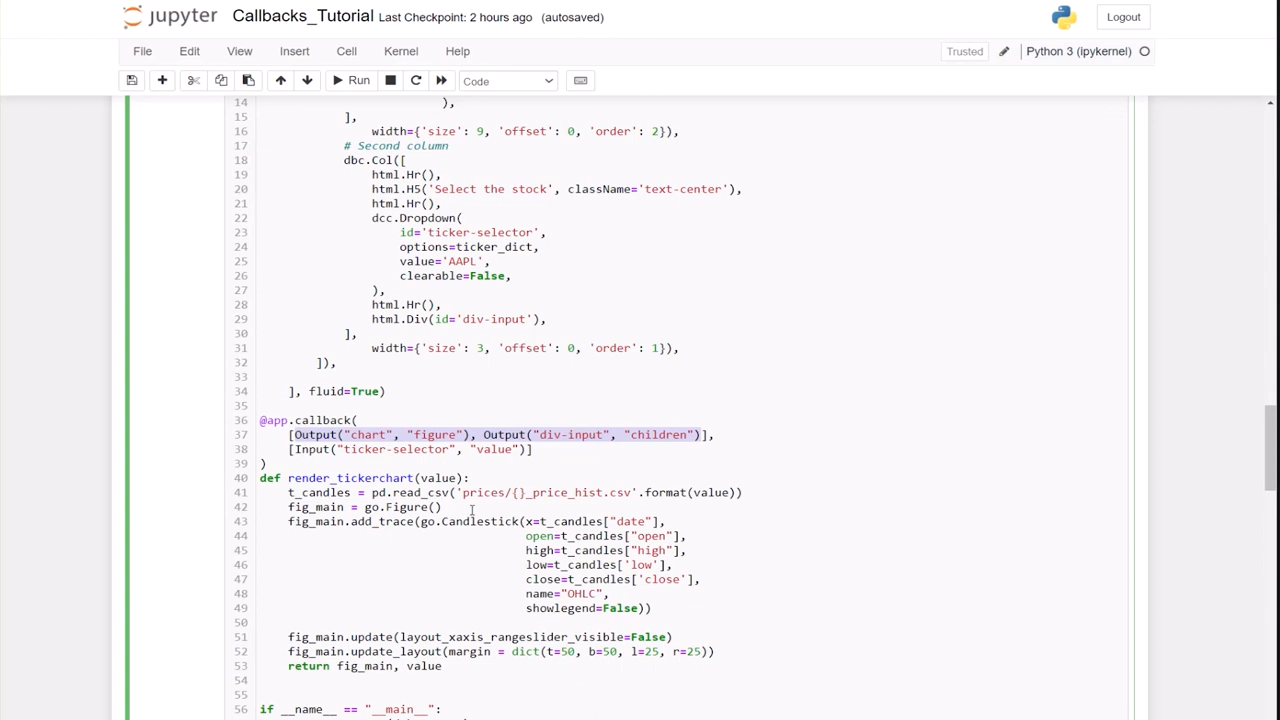 jupyter Callbacks_Tutorial Last Checkpoint: 2 hours ago (autosaved) Logout
File Edit View Insert Cell Kernel Help Trusted Python 3 (ipykernel)
Run Code
14 ),
15 ],
16 width={'size': 9, 'offset': 0, 'order': 2}),
17 # Second column
18 dbc.Col([
19 html.Hr(),
20 html.H5('Select the stock', className='text-center'),
21 html.Hr(),
22 dcc.Dropdown(
23 id='ticker-selector',
24 options=ticker_dict,
25 value='AAPL',
26 clearable=False,
27 ),
28 html.Hr(),
29 html.Div(id='div-input'),
30 ],
31 width={'size': 3, 'offset': 0, 'order': 1}),
32 ]),
33
34 ], fluid=True)
35
36 @app.callback(
37 [Output("chart", "figure"), Output("div-input", "children")],
38 [Input("ticker-selector", "value")]
39 )
40 def render_tickerchart(value):
41 t_candles = pd.read_csv('prices/{}_price_hist.csv'.format(value))
42 fig_main = go.Figure()
43 fig_main.add_trace(go.Candlestick(x=t_candles["date"],
44 open=t_candles["open"],
45 high=t_candles["high"],
46 low=t_candles['low'],
47 close=t_candles['close'],
48 name="OHLC",
49 showlegend=False))
50
51 fig_main.update(layout_xaxis_rangeslider_visible=False)
52 fig_main.update_layout(margin = dict(t=50, b=50, l=25, r=25))
53 return fig_main, value
54
55
56 if __name__ == "__main__":